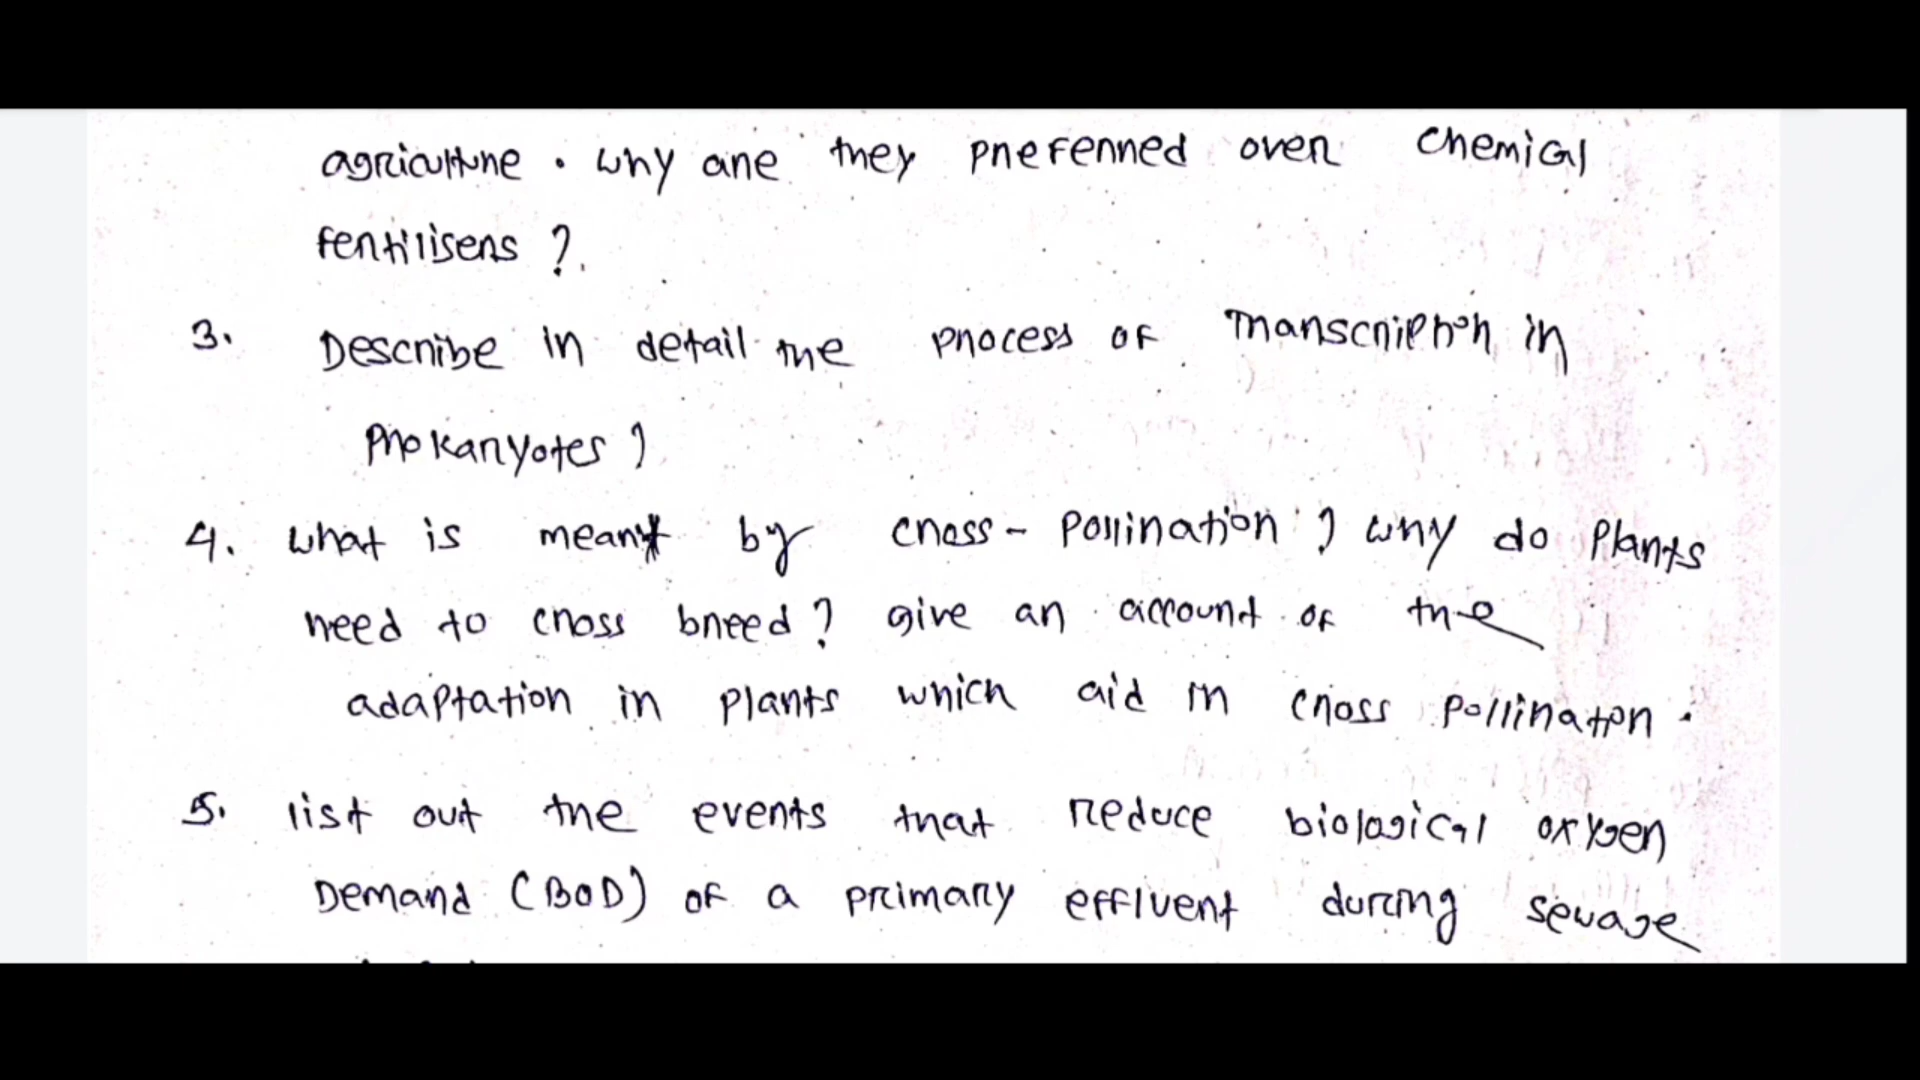 agriculture. why are they preferred over chemical
fertilisers ?
3. Describe in detail the process of Transcription in
Prokaryotes ?
4. what is meant by cross - pollination ? why do plants
need to cross breed ? give an account of the
adaptation in plants which aid in cross pollination.
5. list out the events that reduce biological oxygen
Demand (BOD) of a primary effluent during sewage